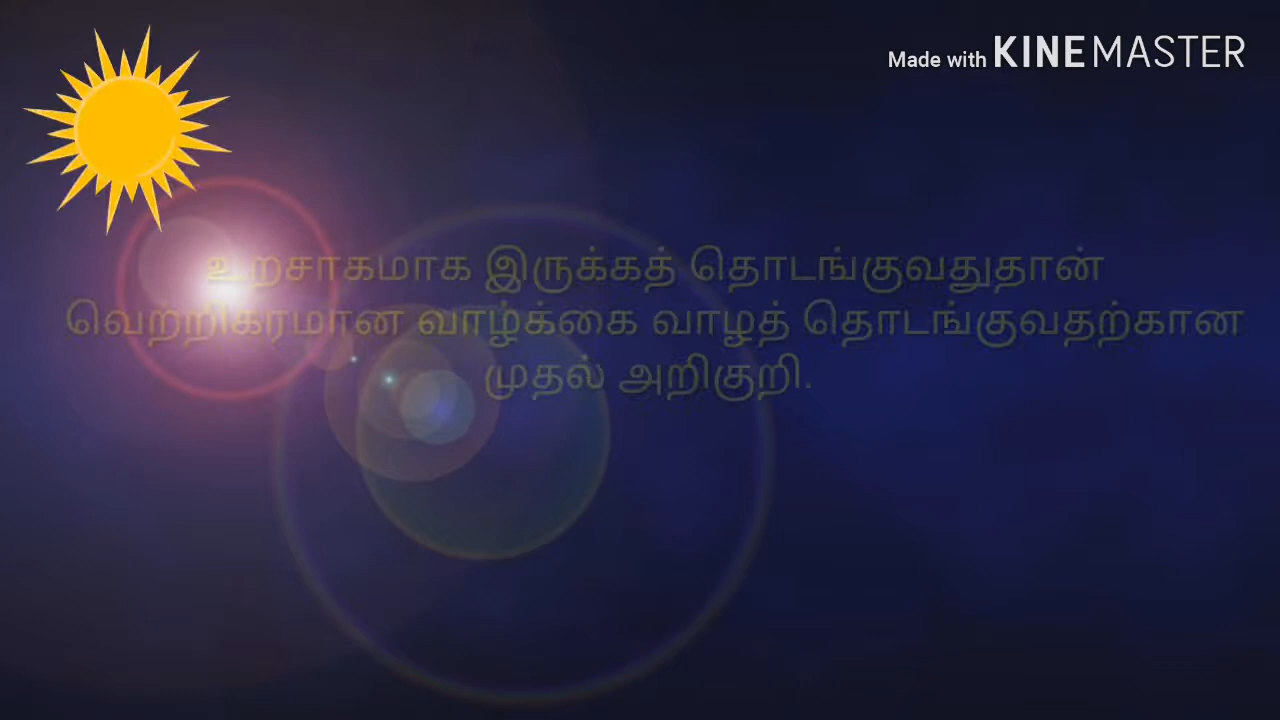 Made with KINEMASTER
உற்சாகமாக இருக்கத் தொடங்குவதுதான்
வெற்றிகரமான வாழ்க்கை வாழத் தொடங்குவதற்கான
முதல் அறிகுறி.